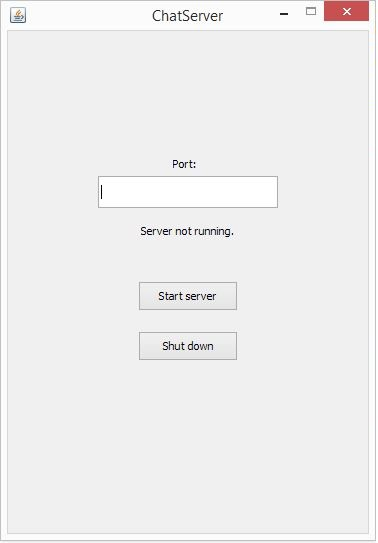 ChatServer
Port:
Server not running.
Start server
Shut down